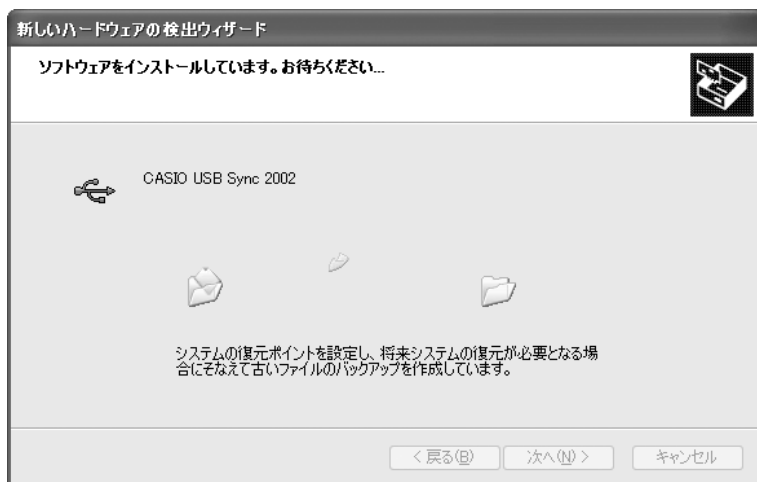 新しいハードウェアの検出ウィザード
ソフトウェアをインストールしています。お待ちください...
CASIO USB Sync 2002
システムの復元ポイントを設定し、将来システムの復元が必要となる場
合にそなえて古いファイルのバックアップを作成しています。
< 戻る(B) 次へ(N) > キャンセル